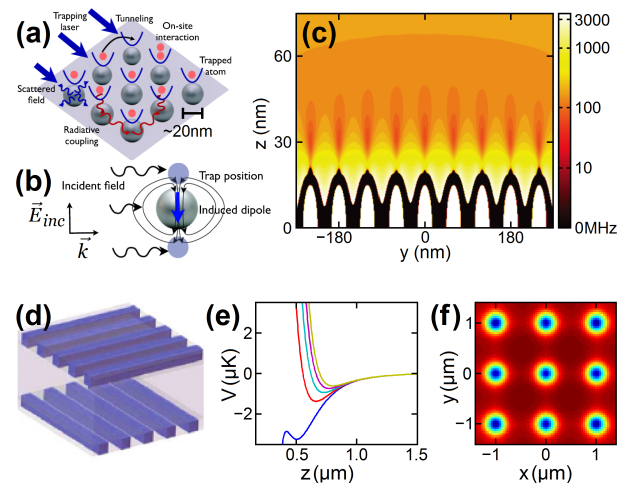 (a)
Trapping
laser
Tunneling
On-site
interaction
Trapped
atom
Scattered
field
Radiative
coupling
~20nm
(b)
Incident field
Trap position
Induced dipole
E⃗inc
k⃗
(c)
z (nm)
60
30
0
−180
0
180
y (nm)
3000
1000
100
10
0MHz
(d)
(e)
V(μK)
2
0
−2
0.5
1.0
1.5
z (μm)
(f)
y(μm)
1
0
−1
−1
0
1
x (μm)